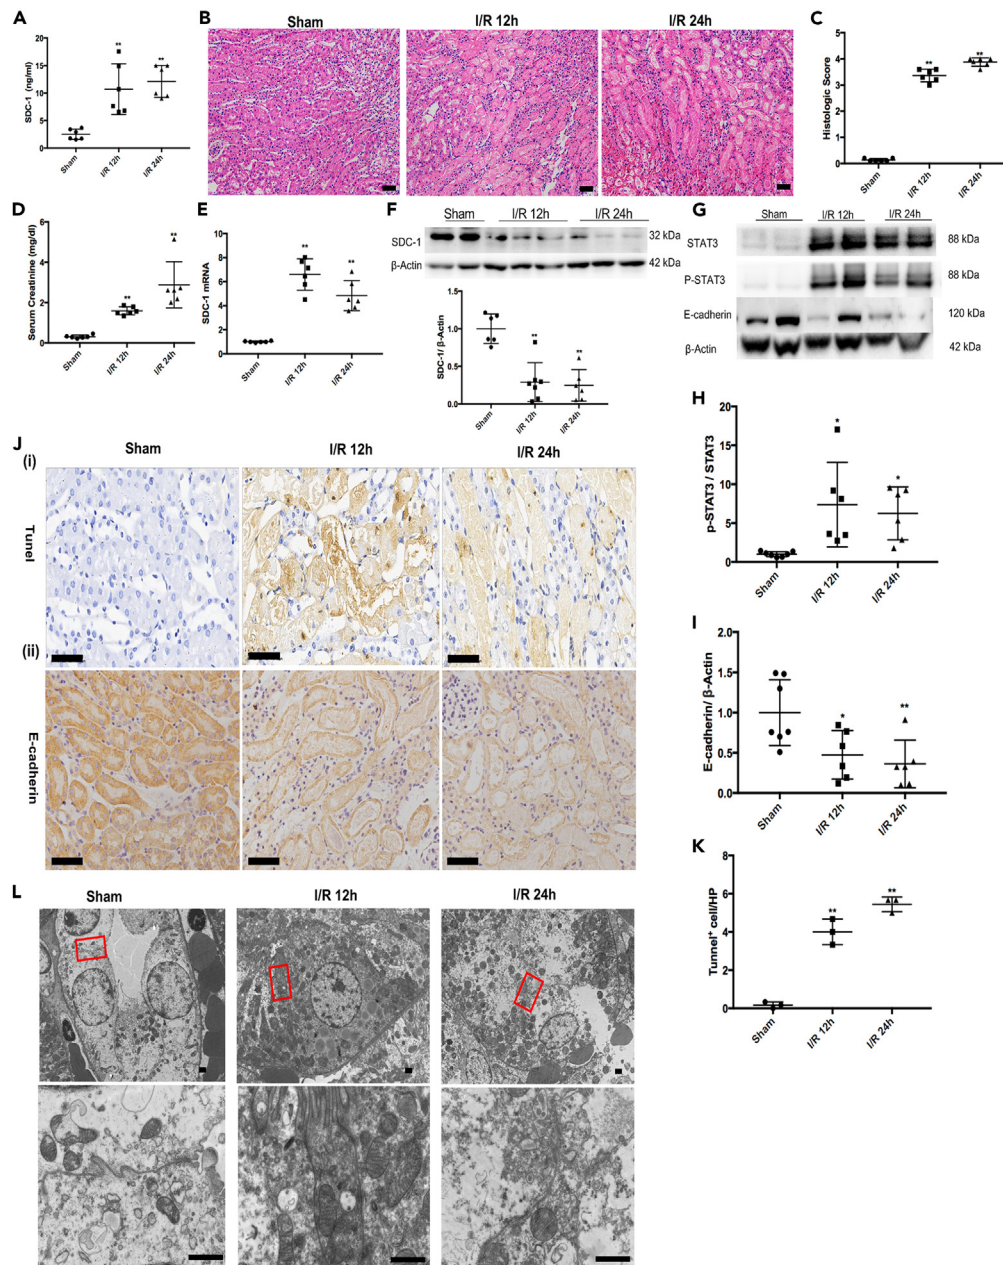 A
SDC-1 (ng/ml)
20
15
10
5
0
**
**
Sham
I/R 12h
I/R 24h
B
Sham
I/R 12h
I/R 24h
C
Histologic Score
5
4
3
2
1
0
**
**
Sham
I/R 12h
I/R 24h
D
Serum Creatinine (mg/dl)
6
4
2
0
**
**
Sham
I/R 12h
I/R 24h
E
SDC-1 mRNA
10
8
6
4
2
0
**
**
Sham
I/R 12h
I/R 24h
F
Sham
I/R 12h
I/R 24h
SDC-1
32 kDa
β-Actin
42 kDa
SDC-1/ β-Actin
1.5
1.0
0.5
0.0
**
**
Sham
I/R 12h
I/R 24h
G
Sham
I/R 12h
I/R 24h
STAT3
88 kDa
P-STAT3
88 kDa
E-cadherin
120 kDa
β-Actin
42 kDa
H
p-STAT3 / STAT3
20
15
10
5
0
*
*
Sham
I/R 12h
I/R 24h
I
E-cadherin/ β-Actin
2.0
1.5
1.0
0.5
0.0
*
**
Sham
I/R 12h
I/R 24h
J
Sham
I/R 12h
I/R 24h
(i)
Tunel
(ii)
E-cadherin
K
Tunnel+ cell/HP
8
6
4
2
0
**
**
Sham
I/R 12h
I/R 24h
L
Sham
I/R 12h
I/R 24h